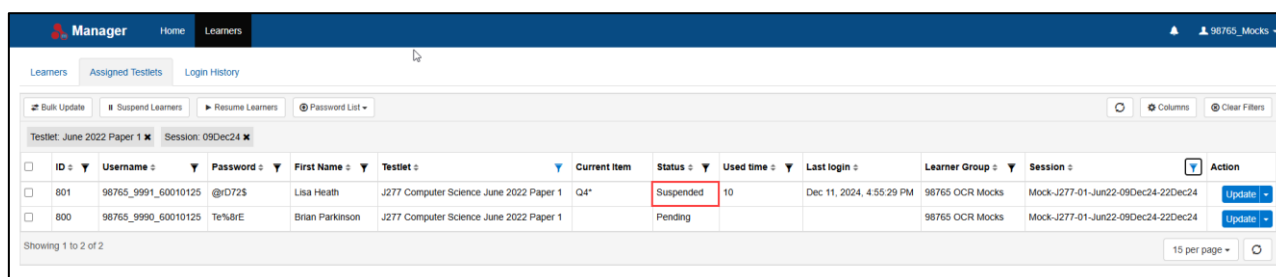 Manager Home Learners 98765_Mocks
Learners Assigned Testlets Login History
Bulk Update Suspend Learners Resume Learners Password List Columns Clear Filters
Testlet: June 2022 Paper 1 Session: 09Dec24
ID Username Password First Name Testlet Current Item Status Used time Last login Learner Group Session Action
801 98765_9991_60010125 @rD72$ Lisa Heath J277 Computer Science June 2022 Paper 1 Q4* Suspended 10 Dec 11, 2024, 4:55:29 PM 98765 OCR Mocks Mock-J277-01-Jun22-09Dec24-22Dec24 Update
800 98765_9990_60010125 Te%8rE Brian Parkinson J277 Computer Science June 2022 Paper 1 Pending 98765 OCR Mocks Mock-J277-01-Jun22-09Dec24-22Dec24 Update
Showing 1 to 2 of 2 15 per page